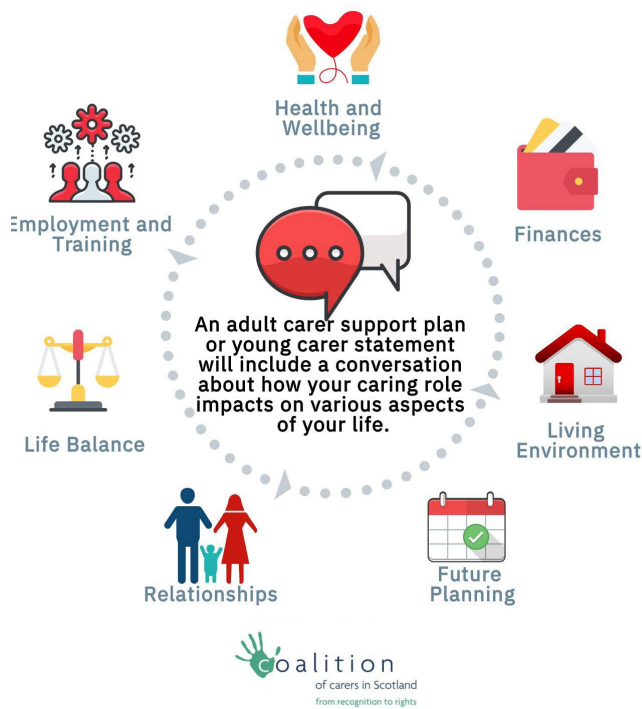 Health and
Wellbeing
Finances
Living
Environment
Future
Planning
Relationships
Life Balance
Employment and
Training
An adult carer support plan
or young carer statement
will include a conversation
about how your caring role
impacts on various aspects
of your life.
coalition
of carers in Scotland
from recognition to rights